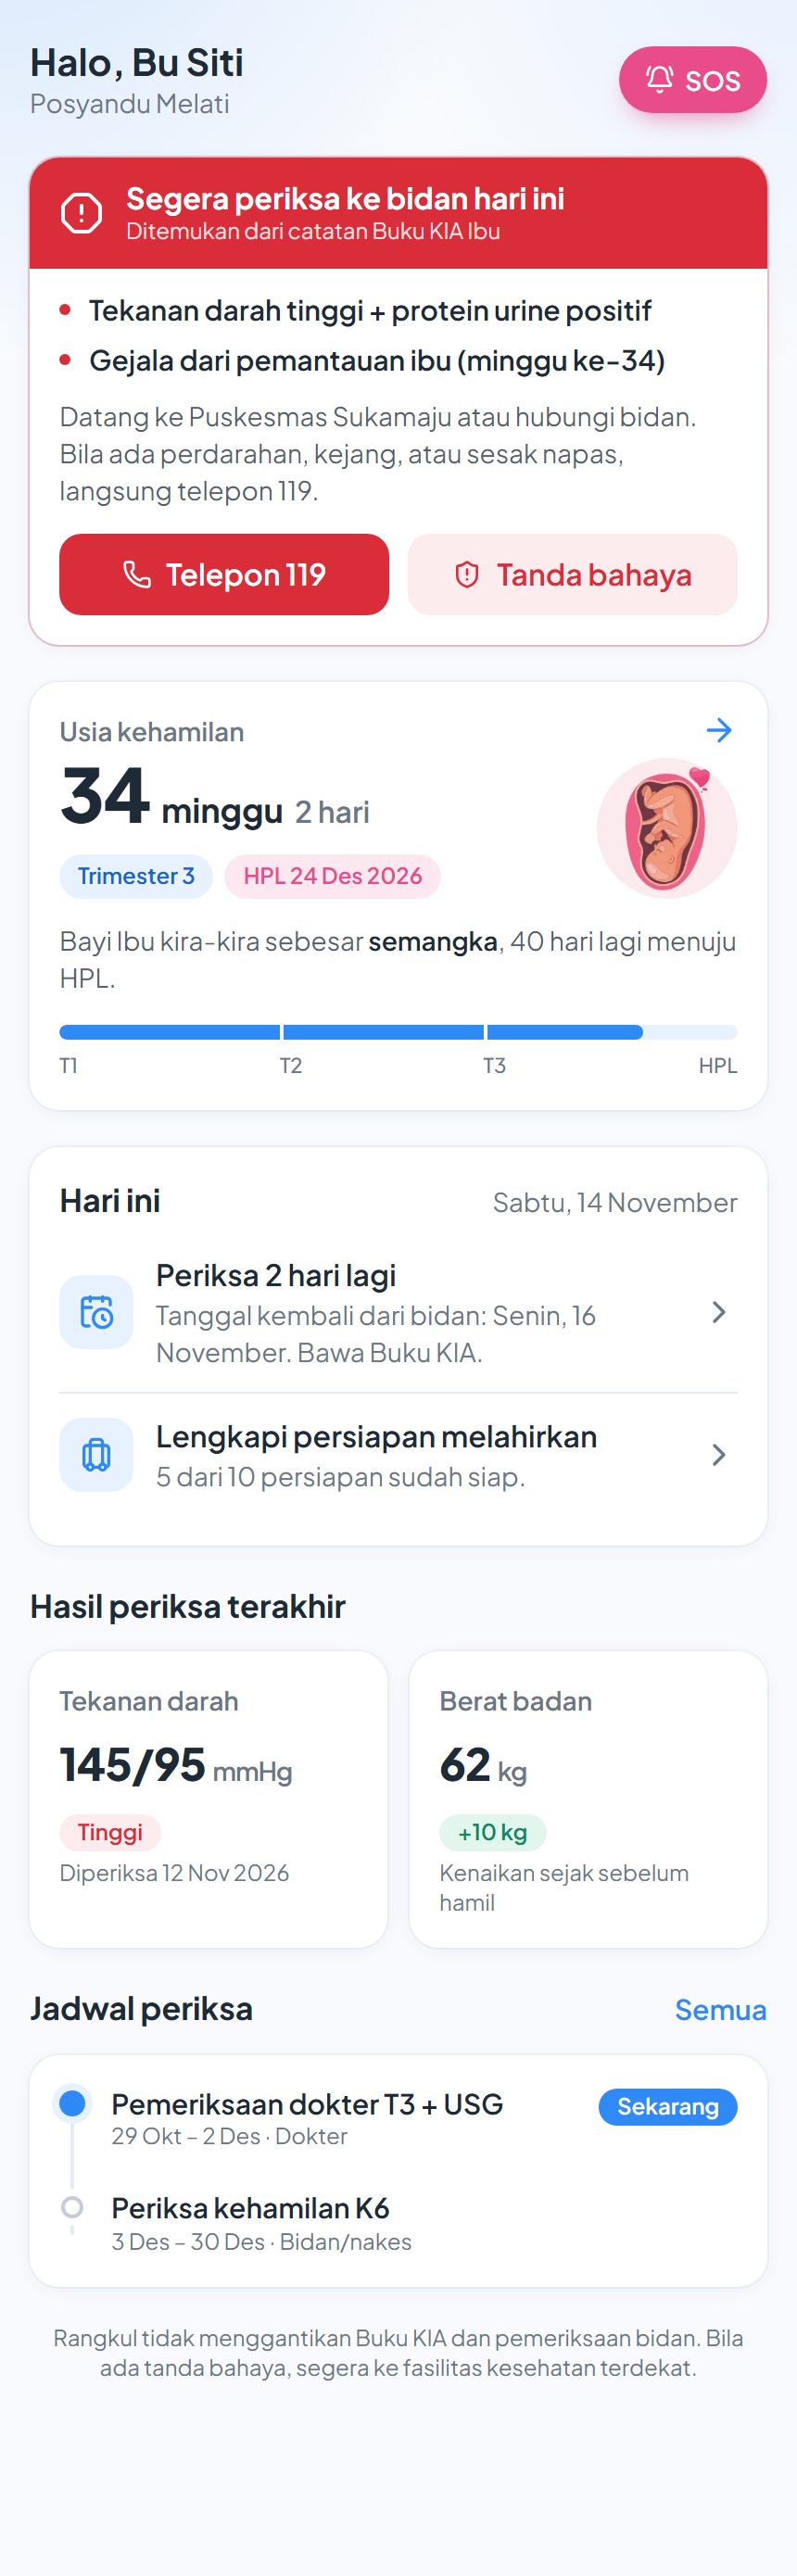 Halo, Bu Siti
Posyandu Melati
SOS
Segera periksa ke bidan hari ini
Ditemukan dari catatan Buku KIA Ibu
Tekanan darah tinggi + protein urine positif
Gejala dari pemantauan ibu (minggu ke-34)
Datang ke Puskesmas Sukamaju atau hubungi bidan.
Bila ada perdarahan, kejang, atau sesak napas,
langsung telepon 119.
Telepon 119
Tanda bahaya
Usia kehamilan
34 minggu 2 hari
Trimester 3
HPL 24 Des 2026
Bayi Ibu kira-kira sebesar semangka, 40 hari lagi menuju
HPL.
T1 T2 T3 HPL
Hari ini
Sabtu, 14 November
Periksa 2 hari lagi
Tanggal kembali dari bidan: Senin, 16
November. Bawa Buku KIA.
Lengkapi persiapan melahirkan
5 dari 10 persiapan sudah siap.
Hasil periksa terakhir
Tekanan darah
145/95 mmHg
Tinggi
Diperiksa 12 Nov 2026
Berat badan
62 kg
+10 kg
Kenaikan sejak sebelum
hamil
Jadwal periksa
Semua
Pemeriksaan dokter T3 + USG
Sekarang
29 Okt – 2 Des · Dokter
Periksa kehamilan K6
3 Des – 30 Des · Bidan/nakes
Rangkul tidak menggantikan Buku KIA dan pemeriksaan bidan. Bila
ada tanda bahaya, segera ke fasilitas kesehatan terdekat.